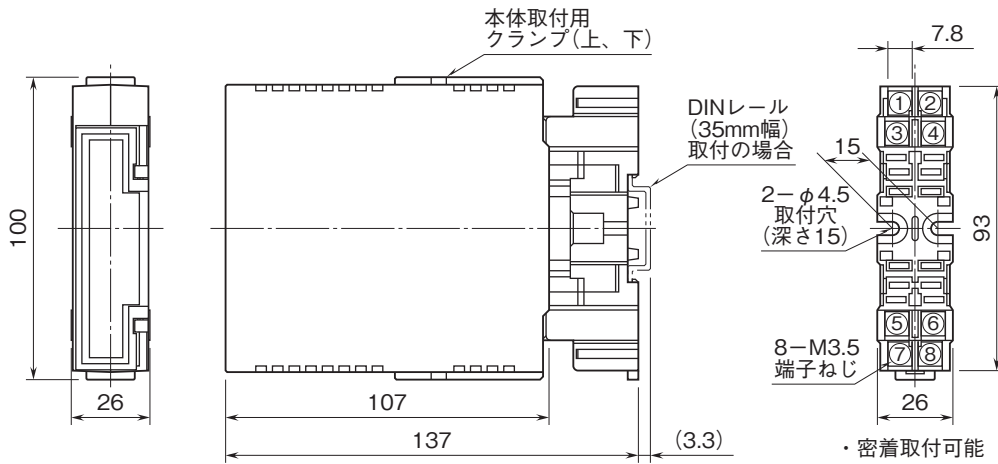 本体取付用
クランプ(上、下)
7.8
DINレール
(35mm幅)
取付の場合
① ②
③ ④
15
2－φ4.5
取付穴
(深さ15)
100
93
⑤ ⑥
⑦ ⑧
8－M3.5
端子ねじ
26
107
26
137
(3.3)
・密着取付可能